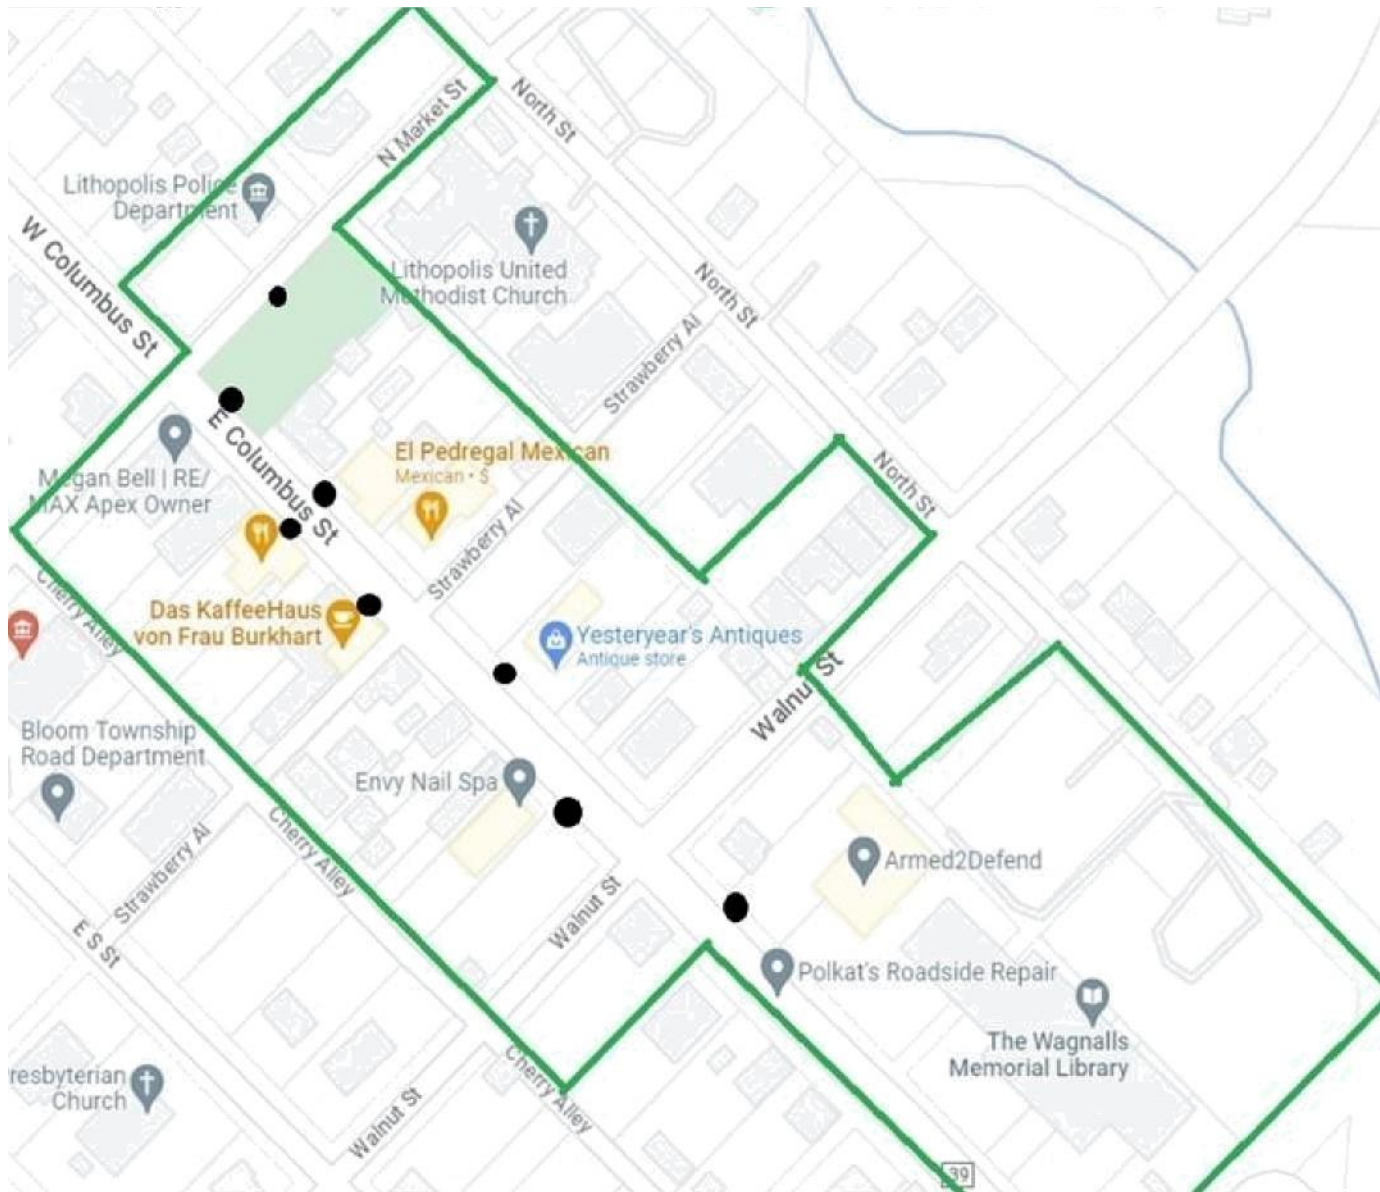 North St
N Market St
Lithopolis Police
Department
W Columbus St
Lithopolis United
Methodist Church
North St
Strawberry Al
E Columbus St
El Pedregal Mexican
Mexican • $
Megan Bell | RE/
MAX Apex Owner
North St
Strawberry Al
Cherry Alley
Das KaffeeHaus
von Frau Burkhart
Yesteryear's Antiques
Antique store
Walnut St
Bloom Township
Road Department
Envy Nail Spa
Cherry Alley
Strawberry Al
Armed2Defend
Walnut St
E S St
Polkat's Roadside Repair
The Wagnalls
Memorial Library
resbyterian
Church
Cherry Alley
Walnut St
39